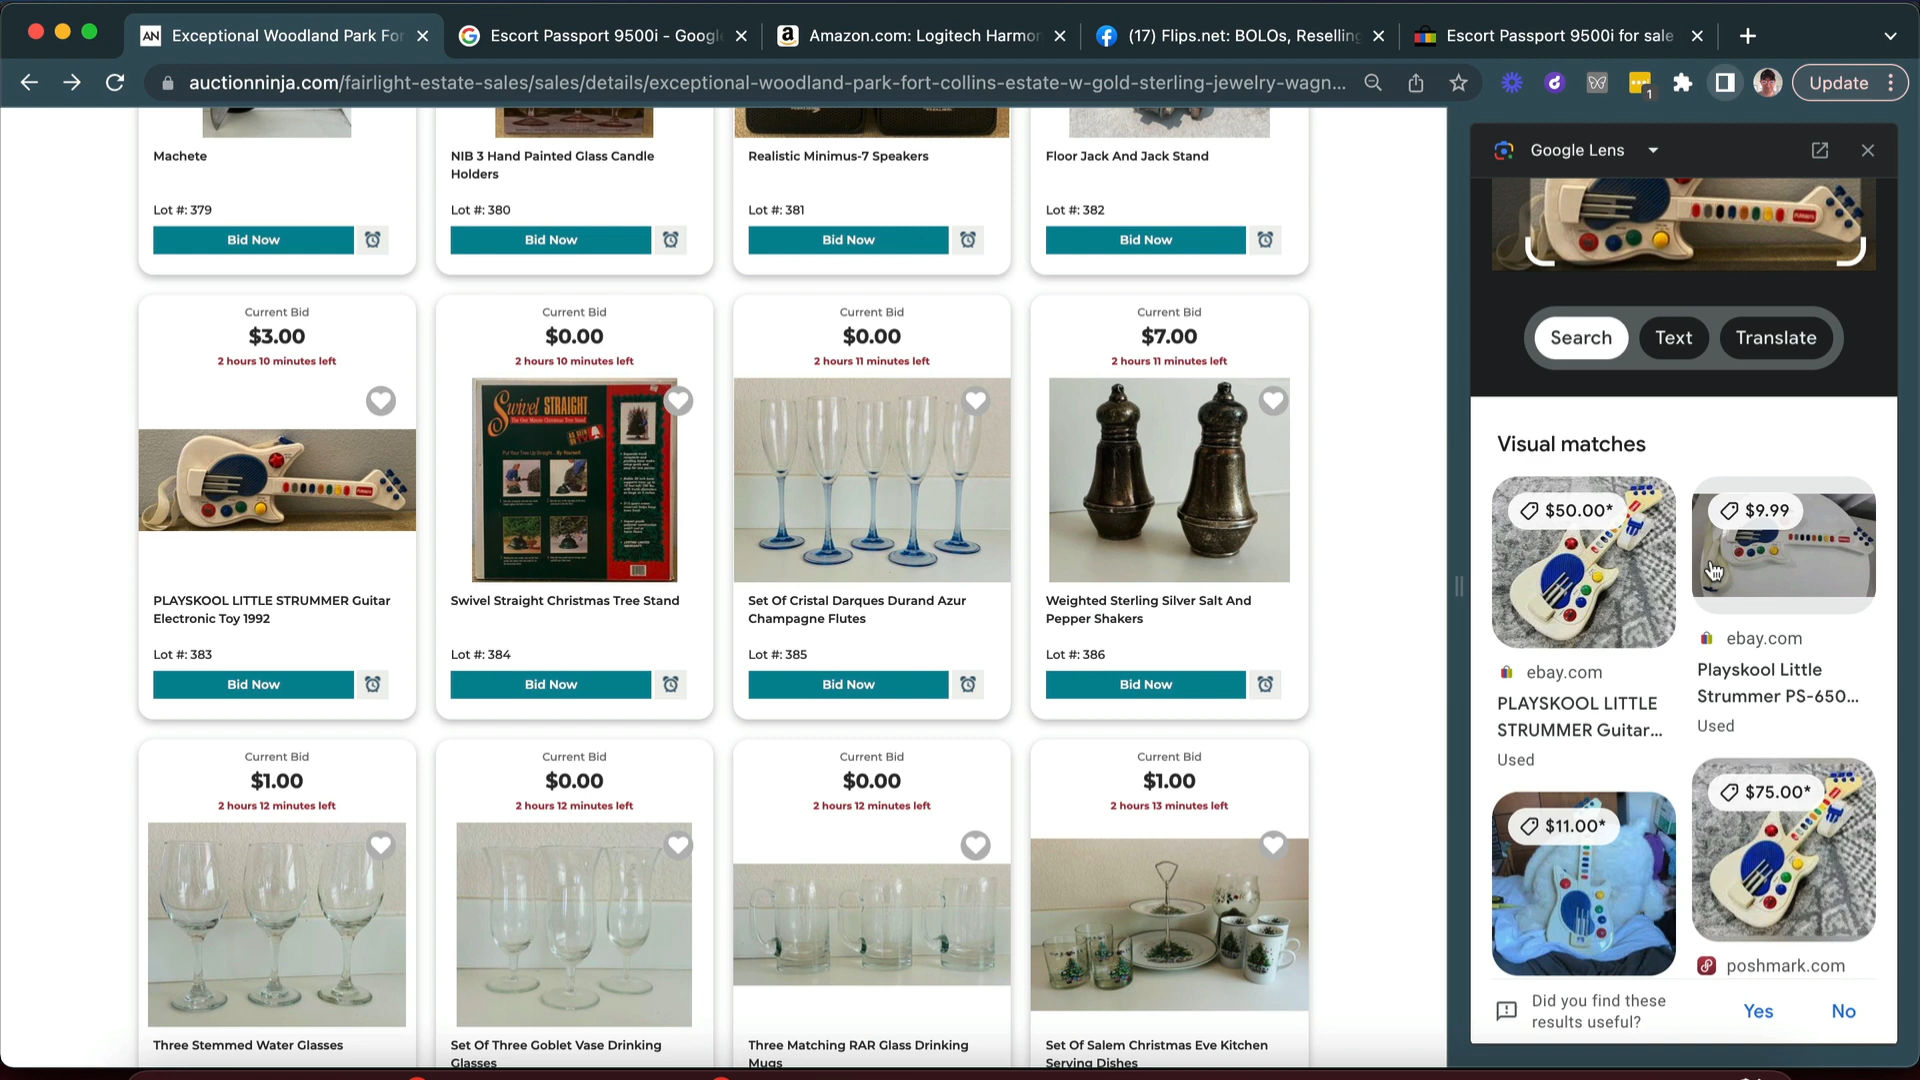 Exceptional Woodland Park For
Escort Passport 9500i - Google
Amazon.com: Logitech Harmon
(17) Flips.net: BOLOs, Reselling
Escort Passport 9500i for sale
auctionninja.com/fairlight-estate-sales/sales/details/exceptional-woodland-park-fort-collins-estate-w-gold-sterling-jewelry-wagn...
1
Update
Machete
Lot #: 379
Bid Now
NIB 3 Hand Painted Glass Candle
Holders
Lot #: 380
Bid Now
Realistic Minimus-7 Speakers
Lot #: 381
Bid Now
Floor Jack And Jack Stand
Lot #: 382
Bid Now
Current Bid
$3.00
2 hours 10 minutes left
PLAYSKOOL LITTLE STRUMMER Guitar
Electronic Toy 1992
Lot #: 383
Bid Now
Current Bid
$0.00
2 hours 10 minutes left
Swivel STRAIGHT
Swivel Straight Christmas Tree Stand
Lot #: 384
Bid Now
Current Bid
$0.00
2 hours 11 minutes left
Set Of Cristal Darques Durand Azur
Champagne Flutes
Lot #: 385
Bid Now
Current Bid
$7.00
2 hours 11 minutes left
Weighted Sterling Silver Salt And
Pepper Shakers
Lot #: 386
Bid Now
Current Bid
$1.00
2 hours 12 minutes left
Three Stemmed Water Glasses
Current Bid
$0.00
2 hours 12 minutes left
Set Of Three Goblet Vase Drinking
Glasses
Current Bid
$0.00
2 hours 12 minutes left
Three Matching RAR Glass Drinking
Mugs
Current Bid
$1.00
2 hours 13 minutes left
Set Of Salem Christmas Eve Kitchen
Serving Dishes
Google Lens
Search
Text
Translate
Visual matches
$50.00*
ebay.com
PLAYSKOOL LITTLE
STRUMMER Guitar...
Used
$9.99
ebay.com
Playskool Little
Strummer PS-650...
Used
$11.00*
$75.00*
poshmark.com
Did you find these
results useful?
Yes
No